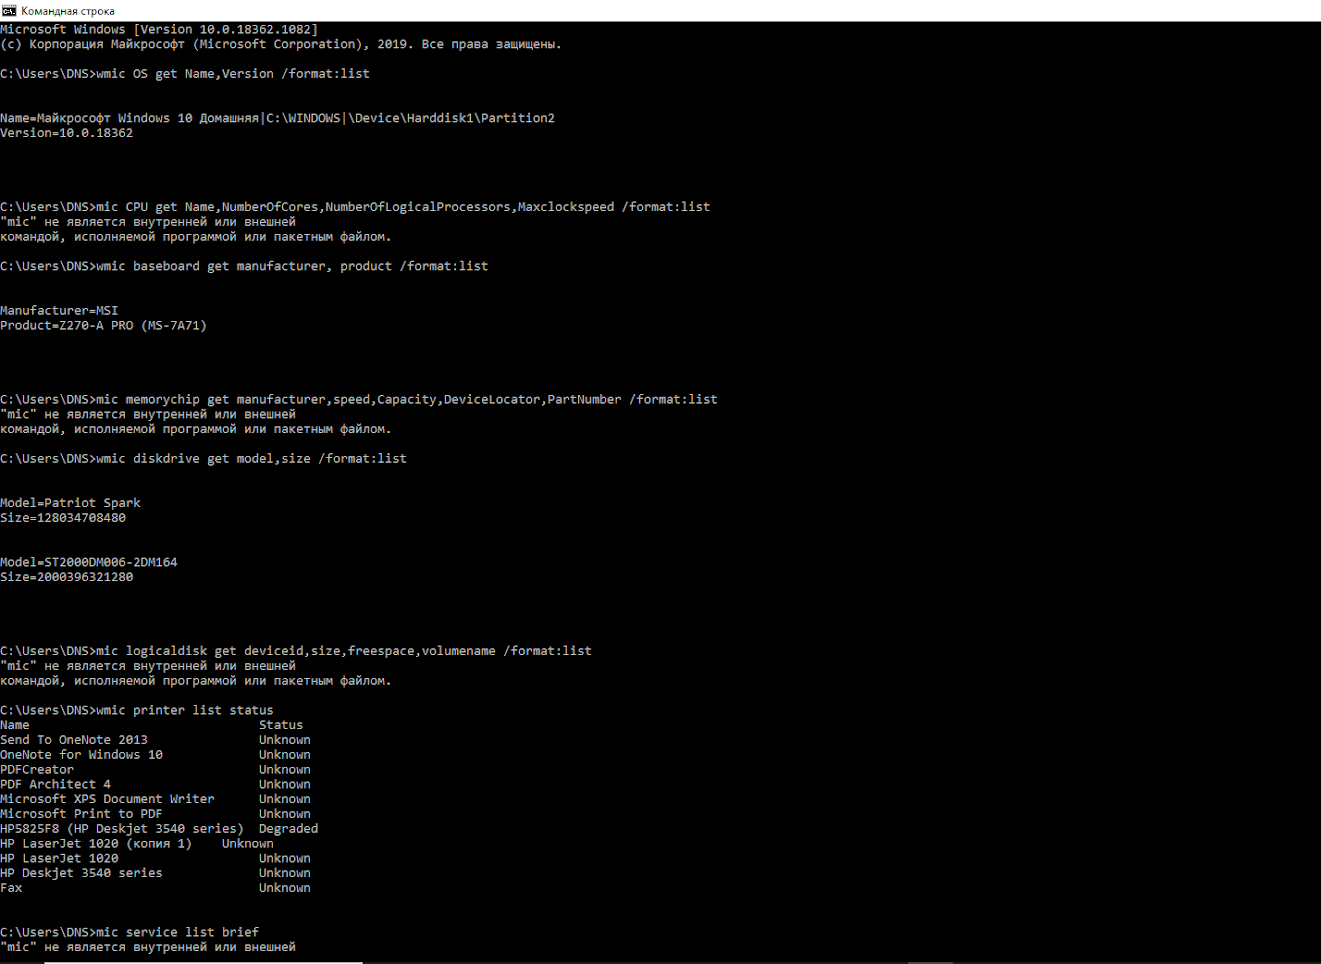 Командная строка
Microsoft Windows [Version 10.0.18362.1082]
(c) Корпорация Майкрософт (Microsoft Corporation), 2019. Все права защищены.
C:\Users\DNS>wmic OS get Name,Version /format:list
Name=Майкрософт Windows 10 Домашняя|C:\WINDOWS|\Device\Harddisk1\Partition2
Version=10.0.18362
C:\Users\DNS>mic CPU get Name,NumberOfCores,NumberOfLogicalProcessors,Maxclockspeed /format:list
"mic" не является внутренней или внешней
командой, исполняемой программой или пакетным файлом.
C:\Users\DNS>wmic baseboard get manufacturer, product /format:list
Manufacturer=MSI
Product=Z270-A PRO (MS-7A71)
C:\Users\DNS>mic memorychip get manufacturer,speed,Capacity,DeviceLocator,PartNumber /format:list
"mic" не является внутренней или внешней
командой, исполняемой программой или пакетным файлом.
C:\Users\DNS>wmic diskdrive get model,size /format:list
Model=Patriot Spark
Size=128034708480
Model=ST2000DM006-2DM164
Size=2000396321280
C:\Users\DNS>mic logicaldisk get deviceid,size,freespace,volumename /format:list
"mic" не является внутренней или внешней
командой, исполняемой программой или пакетным файлом.
C:\Users\DNS>wmic printer list status
Name Status
Send To OneNote 2013 Unknown
OneNote for Windows 10 Unknown
PDFCreator Unknown
PDF Architect 4 Unknown
Microsoft XPS Document Writer Unknown
Microsoft Print to PDF Unknown
HP5825F8 (HP Deskjet 3540 series) Degraded
HP LaserJet 1020 (копия 1) Unknown
HP LaserJet 1020 Unknown
HP Deskjet 3540 series Unknown
Fax Unknown
C:\Users\DNS>mic service list brief
"mic" не является внутренней или внешней